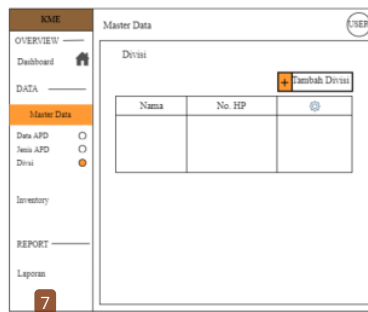 KME
OVERVIEW
Dashboard
DATA
Master Data
Data APD
Jenis APD
Divisi
Inventory
REPORT
Laporan
7
Master Data
USER
Divisi
+ Tambah Divisi
Nama No. HP